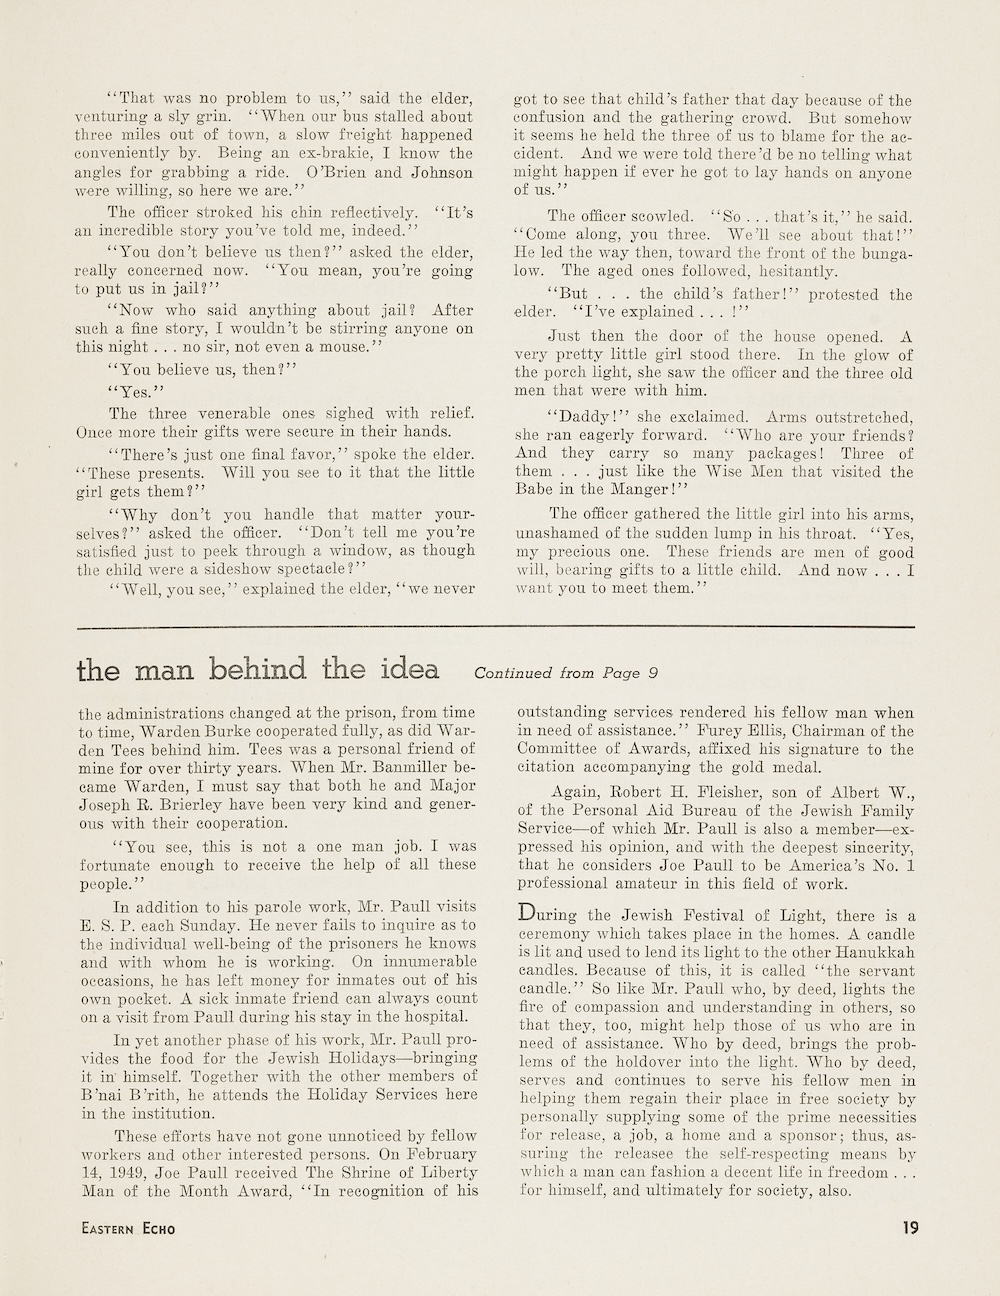 “That was no problem to us,” said the elder,
venturing a sly grin. “When our bus stalled about
three miles out of town, a slow freight happened
conveniently by. Being an ex-brakie, I know the
angles for grabbing a ride. O’Brien and Johnson
were willing, so here we are.”
The officer stroked his chin reflectively. “It’s
an incredible story you’ve told me, indeed.”
“You don’t believe us then?” asked the elder,
really concerned now. “You mean, you’re going
to put us in jail?”
“Now who said anything about jail? After
such a fine story, I wouldn’t be stirring anyone on
this night . . . no sir, not even a mouse.”
“You believe us, then?”
“Yes.”
The three venerable ones sighed with relief.
Once more their gifts were secure in their hands.
“There’s just one final favor,” spoke the elder.
“These presents. Will you see to it that the little
girl gets them?”
“Why don’t you handle that matter your-
selves?” asked the officer. “Don’t tell me you’re
satisfied just to peek through a window, as though
the child were a sideshow spectacle?”
“Well, you see,” explained the elder, “we never
got to see that child’s father that day because of the
confusion and the gathering crowd. But somehow
it seems he held the three of us to blame for the ac-
cident. And we were told there’d be no telling what
might happen if ever he got to lay hands on anyone
of us.”
The officer scowled. “So . . . that’s it,” he said.
“Come along, you three. We’ll see about that!”
He led the way then, toward the front of the bunga-
low. The aged ones followed, hesitantly.
“But . . . the child’s father!” protested the
elder. “I’ve explained . . . !”
Just then the door of the house opened. A
very pretty little girl stood there. In the glow of
the porch light, she saw the officer and the three old
men that were with him.
“Daddy!” she exclaimed. Arms outstretched,
she ran eagerly forward. “Who are your friends?
And they carry so many packages! Three of
them . . . just like the Wise Men that visited the
Babe in the Manger!”
The officer gathered the little girl into his arms,
unashamed of the sudden lump in his throat. “Yes,
my precious one. These friends are men of good
will, bearing gifts to a little child. And now . . . I
want you to meet them.”
the man behind the idea Continued from Page 9
the administrations changed at the prison, from time
to time, Warden Burke cooperated fully, as did War-
den Tees behind him. Tees was a personal friend of
mine for over thirty years. When Mr. Banmiller be-
came Warden, I must say that both he and Major
Joseph R. Brierley have been very kind and gener-
ous with their cooperation.
“You see, this is not a one man job. I was
fortunate enough to receive the help of all these
people.”
In addition to his parole work, Mr. Paull visits
E. S. P. each Sunday. He never fails to inquire as to
the individual well-being of the prisoners he knows
and with whom he is working. On innumerable
occasions, he has left money for inmates out of his
own pocket. A sick inmate friend can always count
on a visit from Paull during his stay in the hospital.
In yet another phase of his work, Mr. Paull pro-
vides the food for the Jewish Holidays—bringing
it in himself. Together with the other members of
B’nai B’rith, he attends the Holiday Services here
in the institution.
These efforts have not gone unnoticed by fellow
workers and other interested persons. On February
14, 1949, Joe Paull received The Shrine of Liberty
Man of the Month Award, “In recognition of his
outstanding services rendered his fellow man when
in need of assistance.” Furey Ellis, Chairman of the
Committee of Awards, affixed his signature to the
citation accompanying the gold medal.
Again, Robert H. Fleisher, son of Albert W.,
of the Personal Aid Bureau of the Jewish Family
Service—of which Mr. Paull is also a member—ex-
pressed his opinion, and with the deepest sincerity,
that he considers Joe Paull to be America’s No. 1
professional amateur in this field of work.
During the Jewish Festival of Light, there is a
ceremony which takes place in the homes. A candle
is lit and used to lend its light to the other Hanukkah
candles. Because of this, it is called “the servant
candle.” So like Mr. Paull who, by deed, lights the
fire of compassion and understanding in others, so
that they, too, might help those of us who are in
need of assistance. Who by deed, brings the prob-
lems of the holdover into the light. Who by deed,
serves and continues to serve his fellow men in
helping them regain their place in free society by
personally supplying some of the prime necessities
for release, a job, a home and a sponsor; thus, as-
suring the releasee the self-respecting means by
which a man can fashion a decent life in freedom . . .
for himself, and ultimately for society, also.
EASTERN ECHO
19